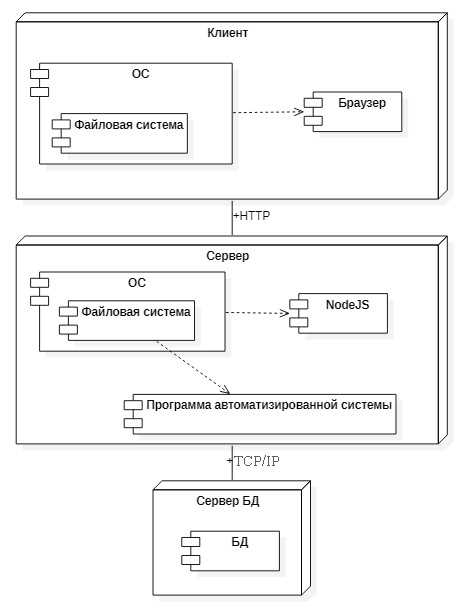 Клиент
ОС
Файловая система
Браузер
+HTTP
Сервер
ОС
Файловая система
NodeJS
Программа автоматизированной системы
+TCP/IP
Сервер БД
БД